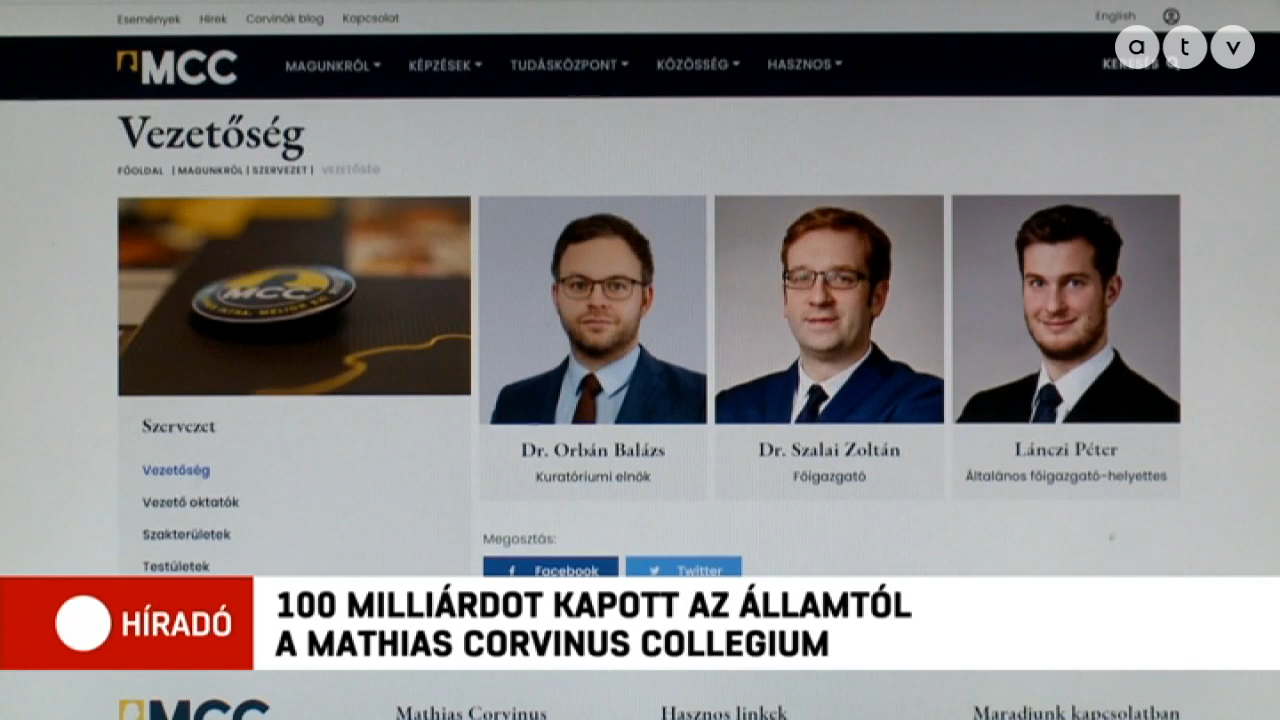 Események Hírek Corvinák blog Kapcsolat English
a t v
MCC MAGUNKRÓL KÉPZÉSEK TUDÁSKÖZPONT KÖZÖSSÉG HASZNOS KERESÉS
Vezetőség
FŐOLDAL | MAGUNKRÓL | SZERVEZET | VEZETŐSÉG
MCC
Szervezet
Vezetőség
Vezető oktatók
Szakterületek
Testületek
Dr. Orbán Balázs
Kuratóriumi elnök
Dr. Szalai Zoltán
Főigazgató
Lánczi Péter
Általános főigazgató-helyettes
Megosztás:
Facebook Twitter
HÍRADÓ
100 MILLIÁRDOT KAPOTT AZ ÁLLAMTÓL
A MATHIAS CORVINUS COLLEGIUM
MCC Mathias Corvinus Hasznos linkek Maradjunk kapcsolatban